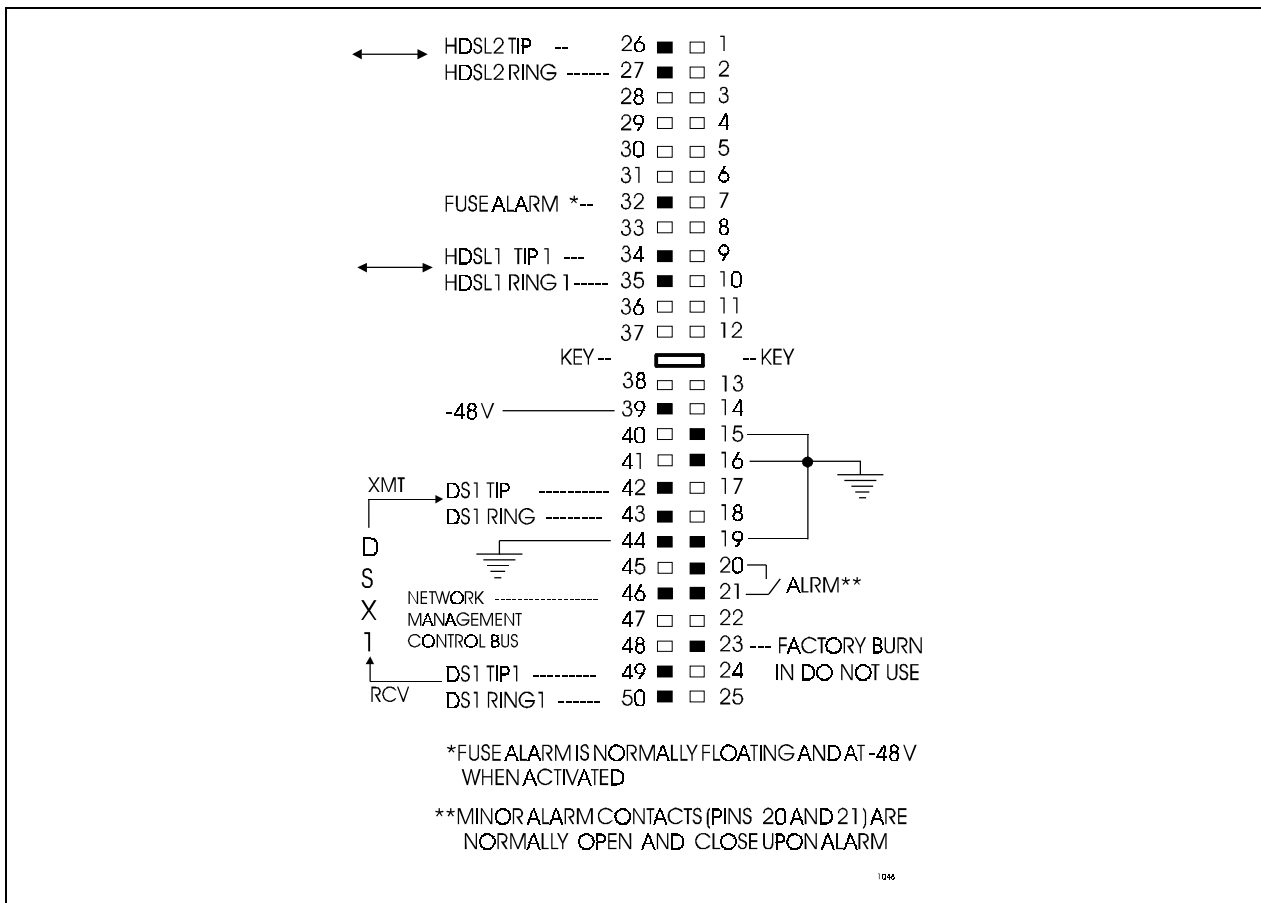 HDSL2 TIP -- 26 1
HDSL2 RING ------ 27 2
28 3
29 4
30 5
31 6
FUSE ALARM *-- 32 7
33 8
HDSL1 TIP 1 --- 34 9
HDSL1 RING 1 ----- 35 10
36 11
37 12
KEY -- -- KEY
38 13
-48 V 39 14
40 15
41 16
XMT DS1 TIP ---------- 42 17
DS1 RING -------- 43 18
44 19
45 20
ALRM**
NETWORK ------------------ 46 21
MANAGEMENT 47 22
CONTROL BUS 48 23 --- FACTORY BURN
DS1 TIP1 --------- 49 24 IN DO NOT USE
RCV DS1 RING1 ------ 50 25
DSX1
*FUSE ALARM IS NORMALLY FLOATING AND AT -48 V
WHEN ACTIVATED
**MINOR ALARM CONTACTS (PINS 20 AND 21) ARE
NORMALLY OPEN AND CLOSE UPON ALARM
1046